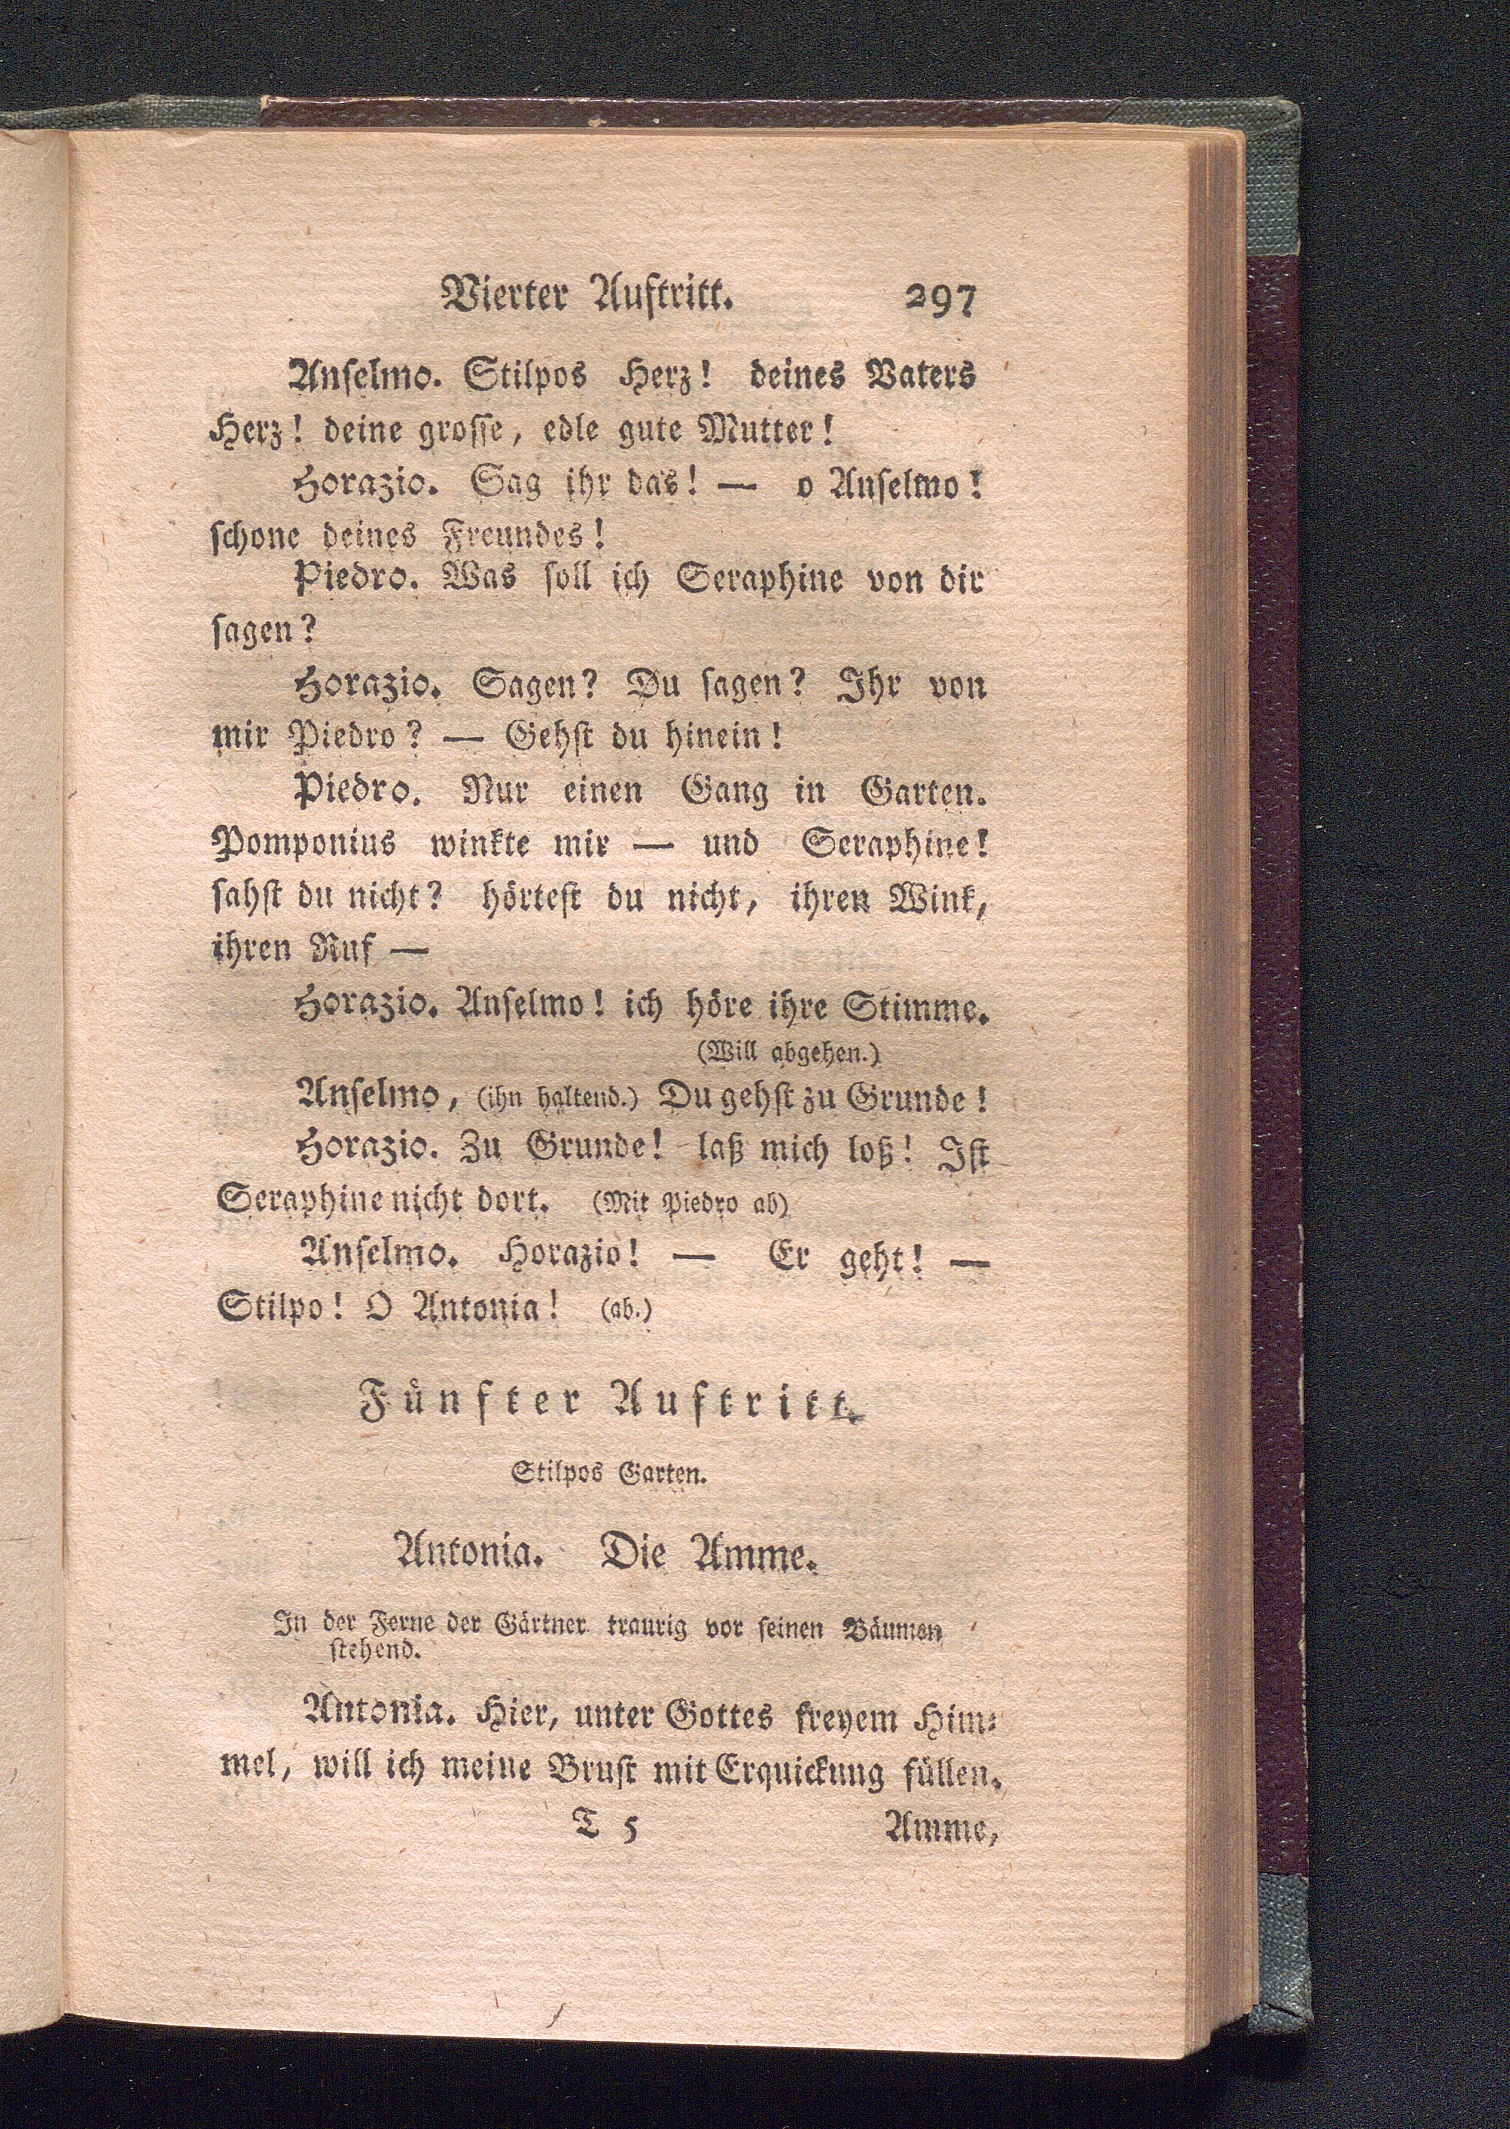 Vierter Auftritt. 297
Anſelmo. Stilpos Herz! deines Vaters
Herz! deine groſſe, edle gute Mutter!
Horazio. Sag ihr das! — o Anſelmo!
ſchone deines Freundes!
Piedro. Was ſoll ich Seraphine von dir
ſagen?
Horazio. Sagen? Du ſagen? Ihr von
mir Piedro? — Gehſt du hinein!
Piedro. Nur einen Gang in Garten.
Pomponius winkte mir — und Seraphine!
ſahſt du nicht? hörteſt du nicht, ihren Wink,
ihren Ruf —
Horazio. Anſelmo! ich höre ihre Stimme.
(Will abgehen.)
Anſelmo, (ihn haltend.) Du gehſt zu Grunde!
Horazio. Zu Grunde! laß mich loß! Iſt
Seraphine nicht dort. (Mit Piedro ab)
Anſelmo. Horazio! — Er geht! —
Stilpo! O Antonia! (ab.)
Fünfter Auftritt.
Stilpos Garten.
Antonia. Die Amme.
In der Ferne der Gärtner traurig vor ſeinen Bäumen
ſtehend.
Antonia. Hier, unter Gottes freyem Him⸗
mel, will ich meine Bruſt mit Erquickung füllen.
T 5 Amme,